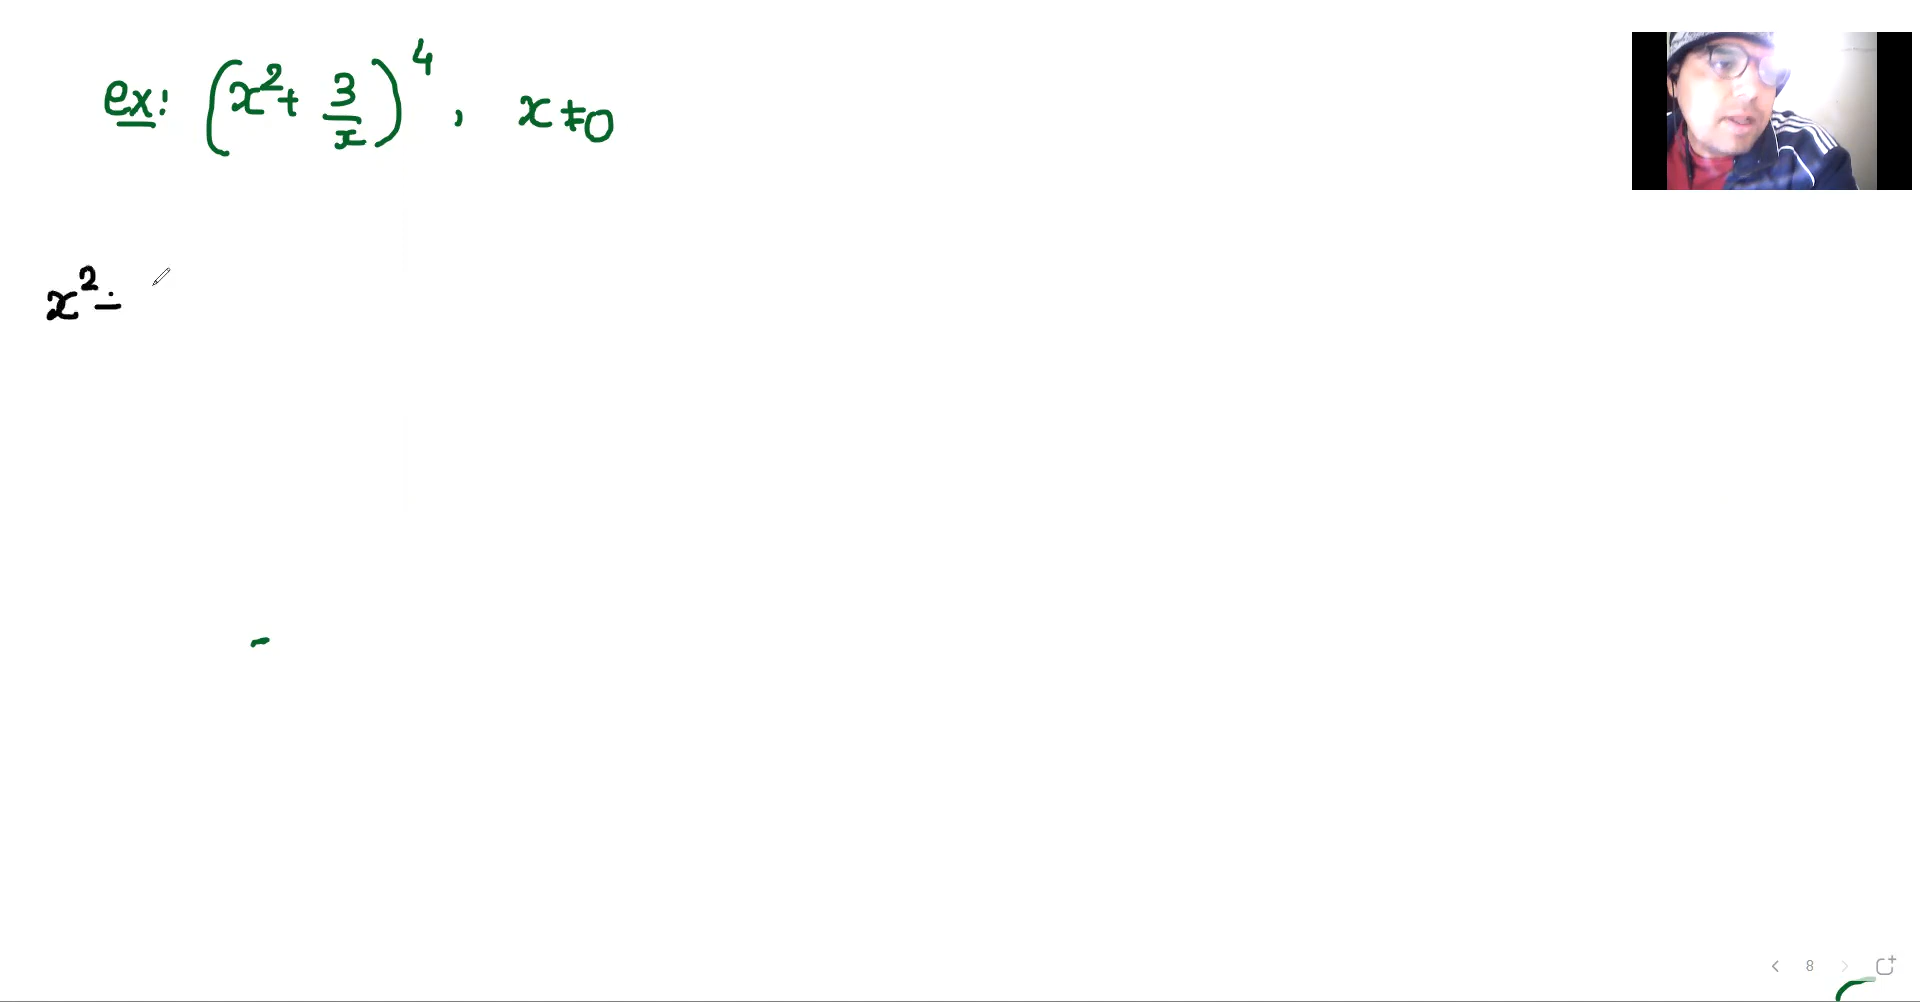 ex: (x² + 3/x)⁴, x ≠ 0
x² =
8